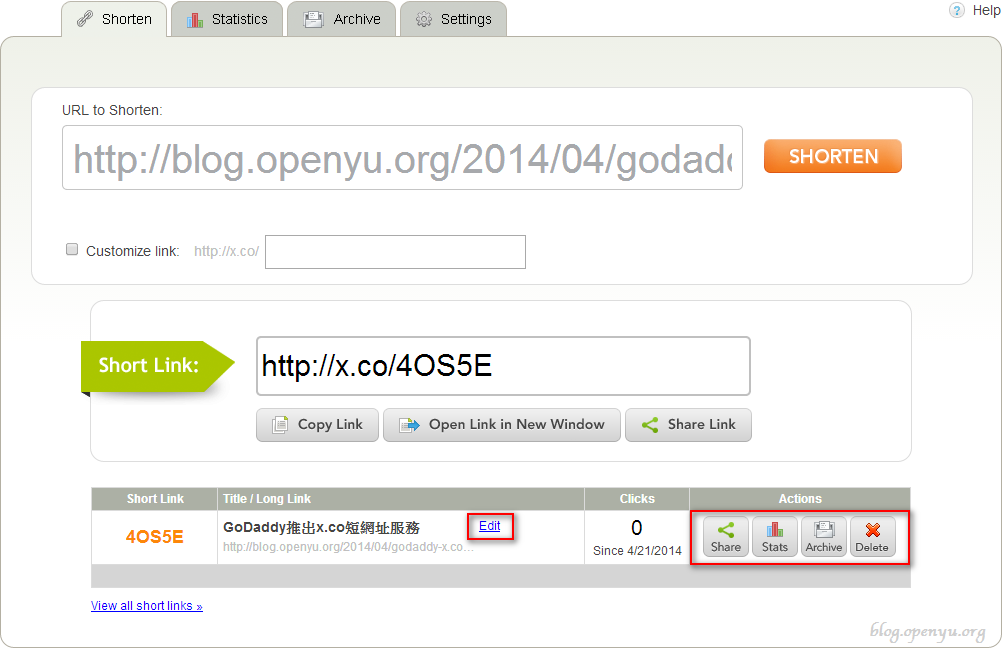 Shorten Statistics Archive Settings Help
URL to Shorten:
http://blog.openyu.org/2014/04/godadd
SHORTEN
Customize link: http://x.co/
Short Link: http://x.co/4OS5E
Copy Link Open Link in New Window Share Link
Short Link Title / Long Link Clicks Actions
4OS5E GoDaddy推出x.co短網址服務 Edit 0
http://blog.openyu.org/2014/04/godaddy-x.co... Since 4/21/2014 Share Stats Archive Delete
View all short links »
blog.openyu.org